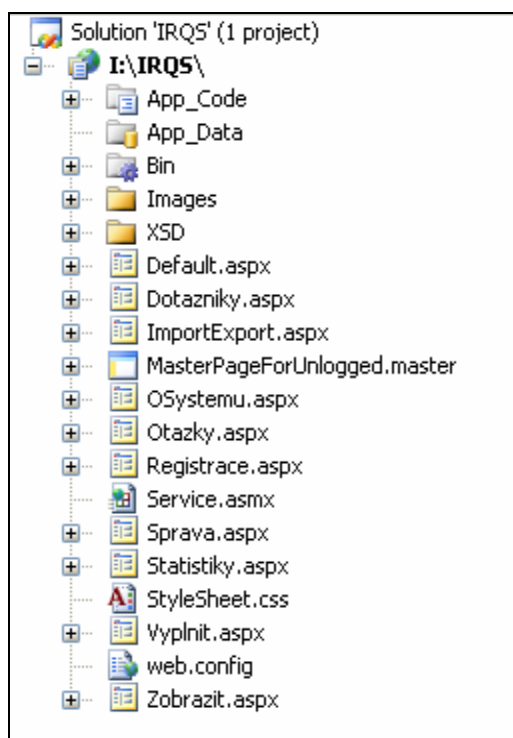 Solution 'IRQS' (1 project)
I:\IRQS\
App_Code
App_Data
Bin
Images
XSD
Default.aspx
Dotazniky.aspx
ImportExport.aspx
MasterPageForUnlogged.master
OSystemu.aspx
Otazky.aspx
Registrace.aspx
Service.asmx
Sprava.aspx
Statistiky.aspx
StyleSheet.css
Vyplnit.aspx
web.config
Zobrazit.aspx